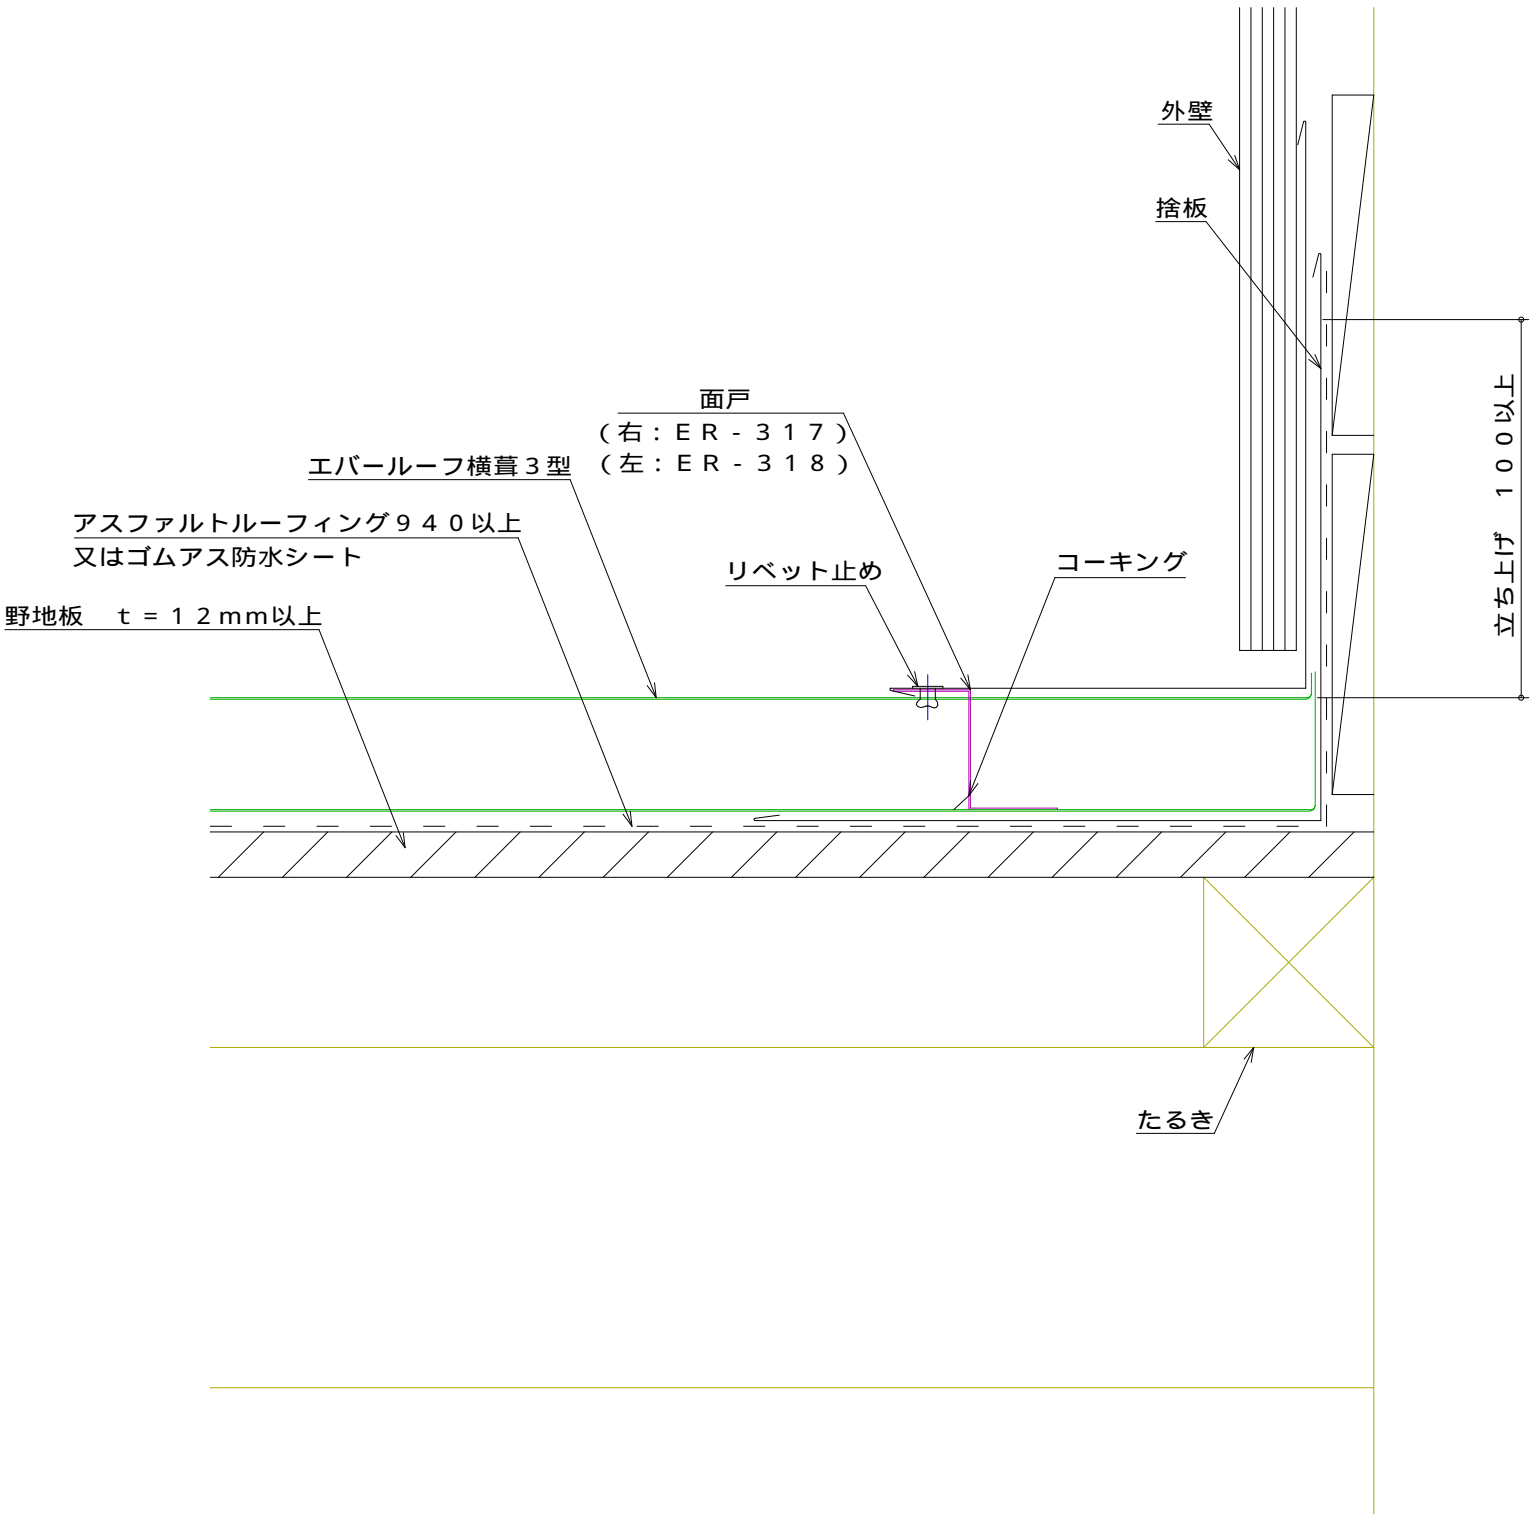 外壁
捨板
面戸
（右：ＥＲ－３１７）
（左：ＥＲ－３１８）
エバールーフ横葺３型
アスファルトルーフィング９４０以上
又はゴムアス防水シート
リベット止め
コーキング
野地板　ｔ＝１２ｍｍ以上
立ち上げ　１００以上
たるき